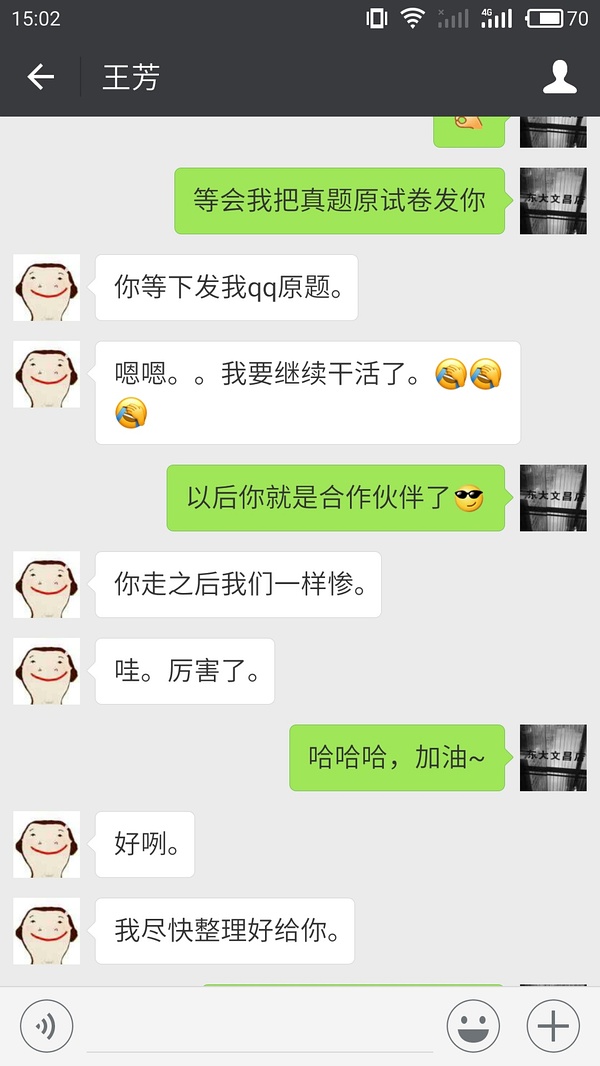 15:02
4G
70
王芳
等会我把真题原试卷发你
你等下发我qq原题。
嗯嗯。。我要继续干活了。
以后你就是合作伙伴了
你走之后我们一样惨。
哇。厉害了。
哈哈哈，加油~
好咧。
我尽快整理好给你。